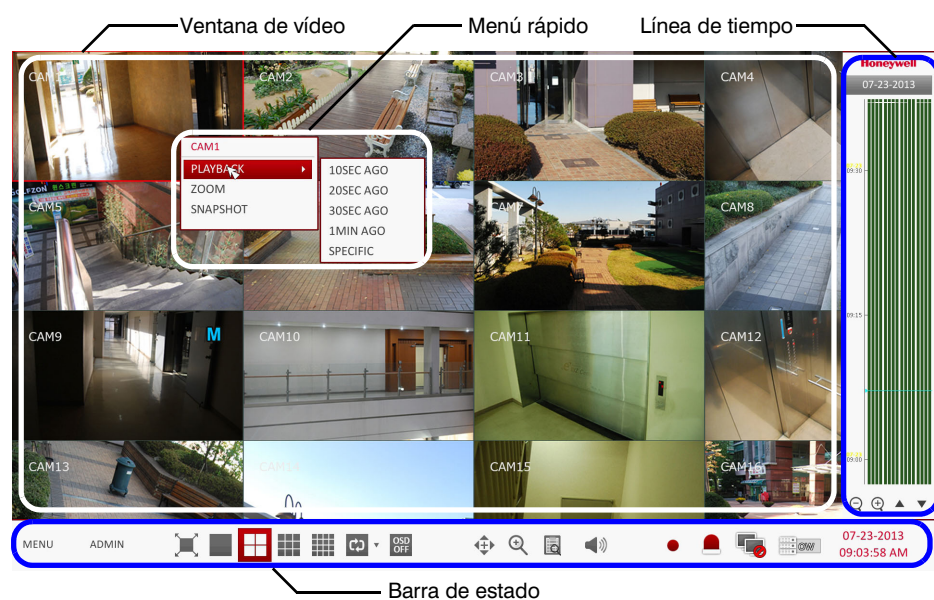 Ventana de vídeo
Menú rápido
Línea de tiempo
CAM2
CAM3
CAM4
Honeywell
07-23-2013
CAM1
PLAYBACK
ZOOM
SNAPSHOT
10SEC AGO
20SEC AGO
30SEC AGO
1MIN AGO
SPECIFIC
09:30
GOLFZON
CAM5
CAM7
CAM8
CAM9
M
CAM10
CAM11
CAM12
09:15
CAM13
CAM14
CAM15
CAM16
09:00
MENU
ADMIN
OSD
OFF
OW
07-23-2013
09:03:58 AM
Barra de estado